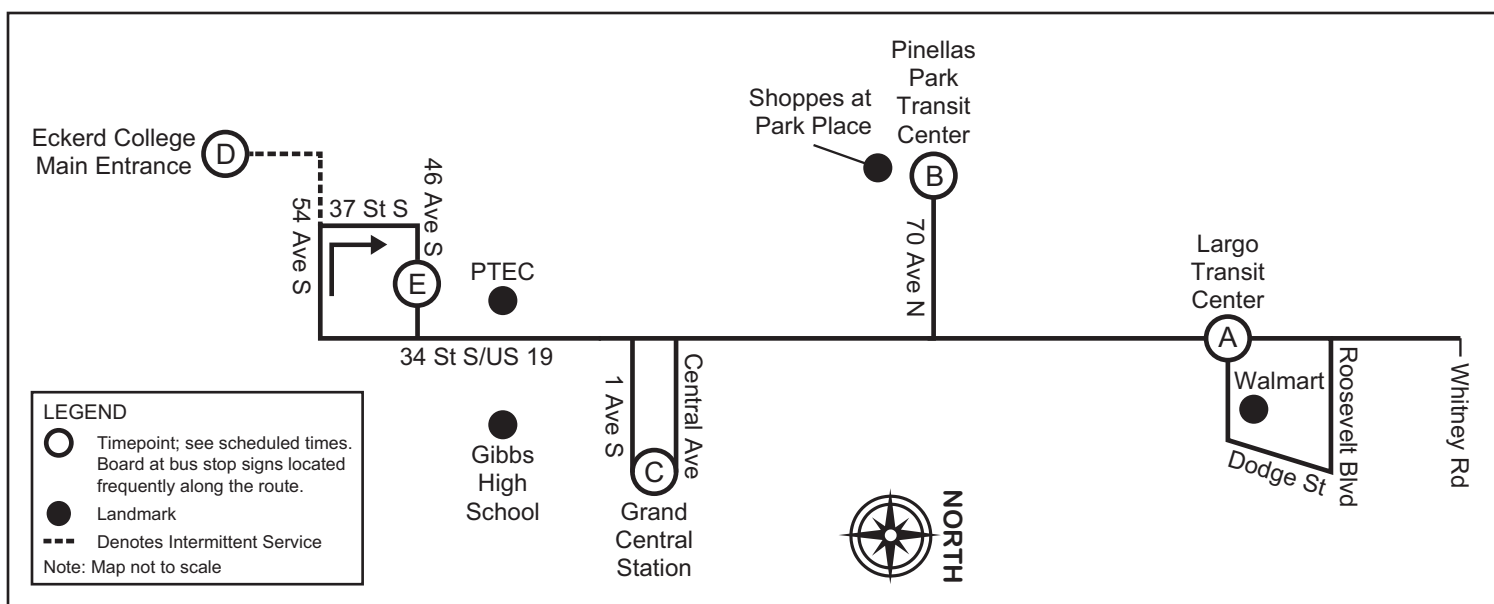 Eckerd College
Main Entrance
D
54 Ave S
37 St S
46 Ave S
E
PTEC
34 St S/US 19
Gibbs
High
School
1 Ave S
Central Ave
C
Grand
Central
Station
Shoppes at
Park Place
Pinellas
Park
Transit
Center
B
70 Ave N
Largo
Transit
Center
A
Walmart
Dodge St
Roosevelt Blvd
Whitney Rd
NORTH
LEGEND
Timepoint; see scheduled times.
Board at bus stop signs located
frequently along the route.
Landmark
Denotes Intermittent Service
Note: Map not to scale